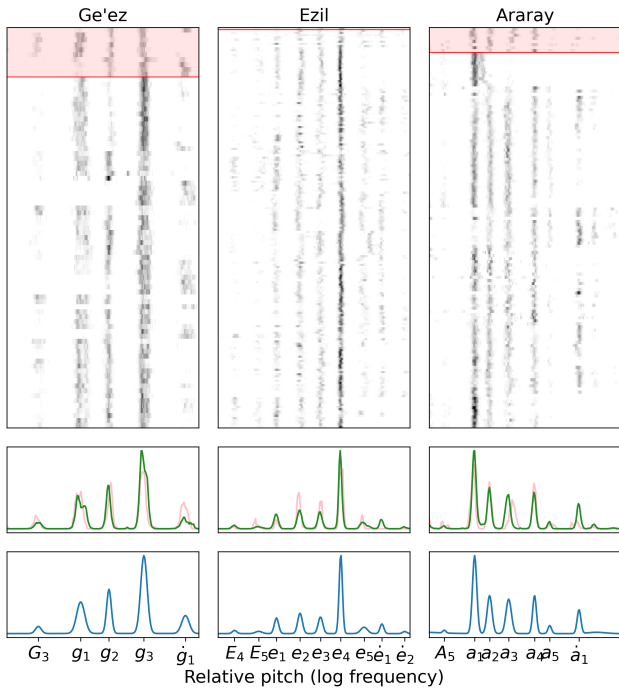 Ge'ez Ezil Araray
G₃ g₁ g₂ g₃ ġ₁ E₄ E₅ e₁ e₂ e₃ e₄ e₅ ė₁ ė₂ A₅ a₁ a₂ a₃ a₄ a₅ ȧ₁
Relative pitch (log frequency)